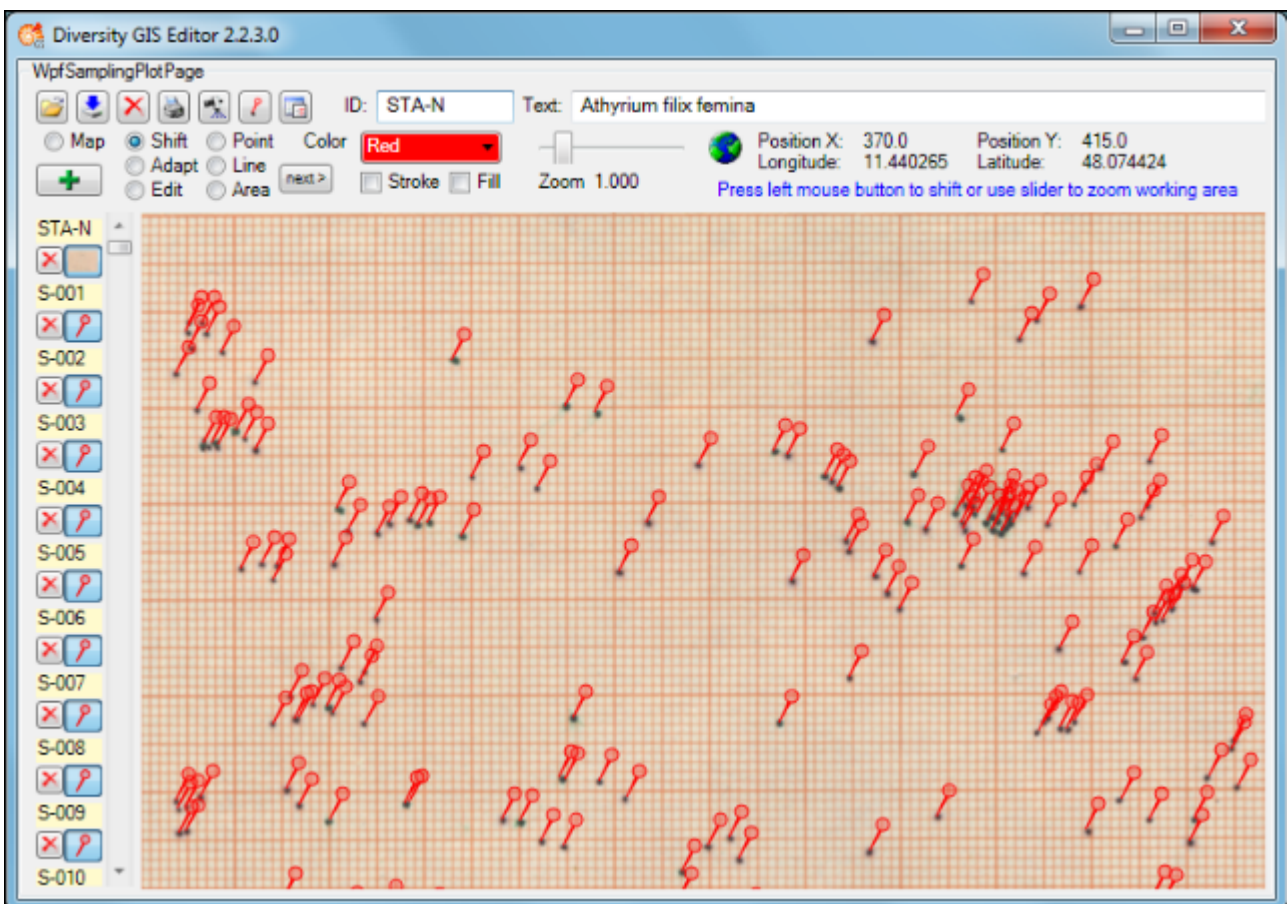 Diversity GIS Editor 2.2.3.0
WpfSamplingPlotPage
ID: STA-N Text: Athyrium filix femina
Map Shift Point Color Red Position X: 370.0 Position Y: 415.0
Adapt Line next > Stroke Fill Zoom 1.000 Longitude: 11.440265 Latitude: 48.074424
Edit Area Press left mouse button to shift or use slider to zoom working area
STA-N
S-001
S-002
S-003
S-004
S-005
S-006
S-007
S-008
S-009
S-010